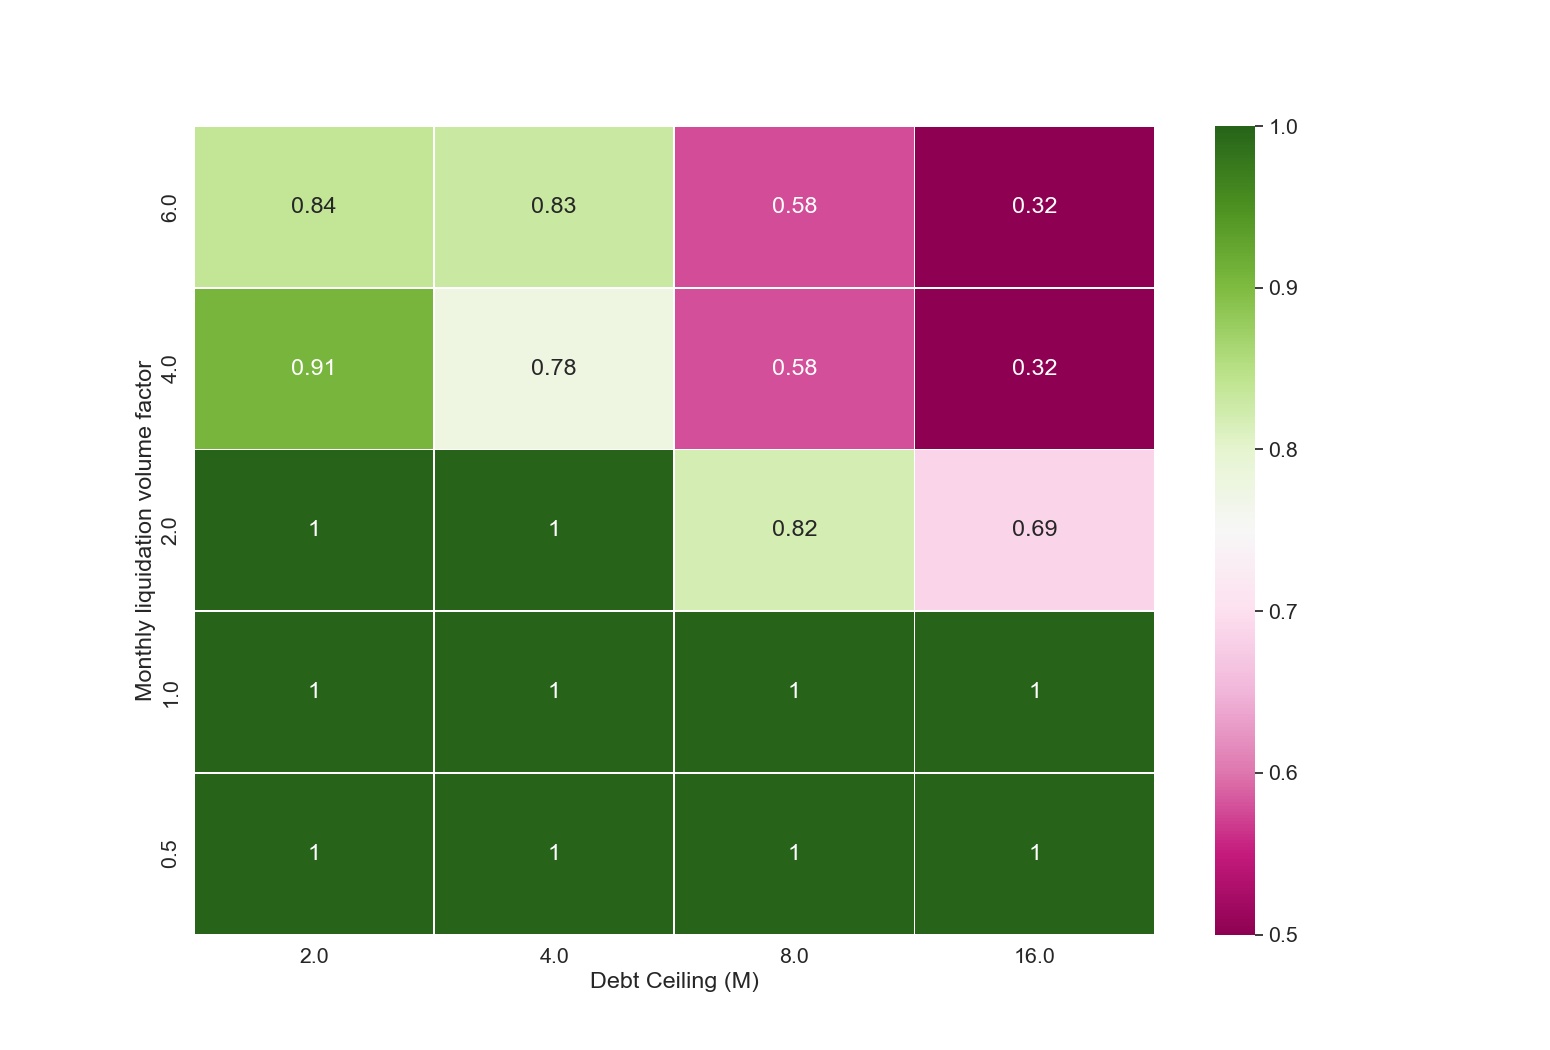 6.0 0.84 0.83 0.58 0.32
4.0 0.91 0.78 0.58 0.32
2.0 1 1 0.82 0.69
1.0 1 1 1 1
0.5 1 1 1 1
2.0 4.0 8.0 16.0
Debt Ceiling (M)
Monthly liquidation volume factor
1.0
0.9
0.8
0.7
0.6
0.5